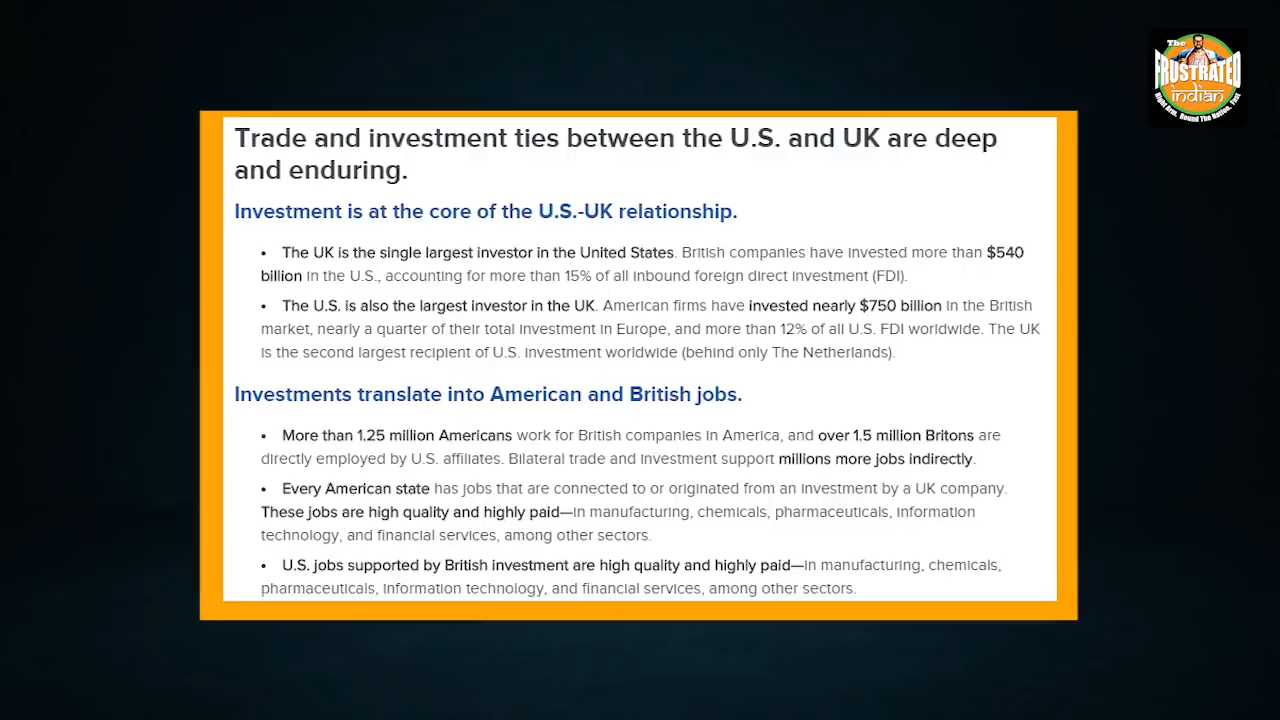 The
FRUSTRATED
indian
Right Arm. Round The Nation. Fast
Trade and investment ties between the U.S. and UK are deep
and enduring.
Investment is at the core of the U.S.-UK relationship.
• The UK is the single largest investor in the United States. British companies have invested more than $540
billion in the U.S., accounting for more than 15% of all inbound foreign direct investment (FDI).
• The U.S. is also the largest investor in the UK. American firms have invested nearly $750 billion in the British
market, nearly a quarter of their total investment in Europe, and more than 12% of all U.S. FDI worldwide. The UK
is the second largest recipient of U.S. investment worldwide (behind only The Netherlands).
Investments translate into American and British jobs.
• More than 1.25 million Americans work for British companies in America, and over 1.5 million Britons are
directly employed by U.S. affiliates. Bilateral trade and investment support millions more jobs indirectly.
• Every American state has jobs that are connected to or originated from an investment by a UK company.
These jobs are high quality and highly paid—in manufacturing, chemicals, pharmaceuticals, information
technology, and financial services, among other sectors.
• U.S. jobs supported by British investment are high quality and highly paid—in manufacturing, chemicals,
pharmaceuticals, information technology, and financial services, among other sectors.